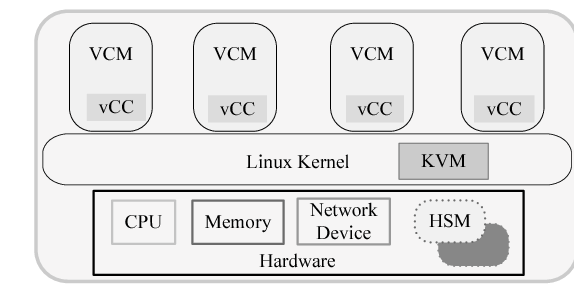 VCM VCM VCM VCM
vCC vCC vCC vCC
Linux Kernel KVM
CPU Memory Network Device HSM
Hardware